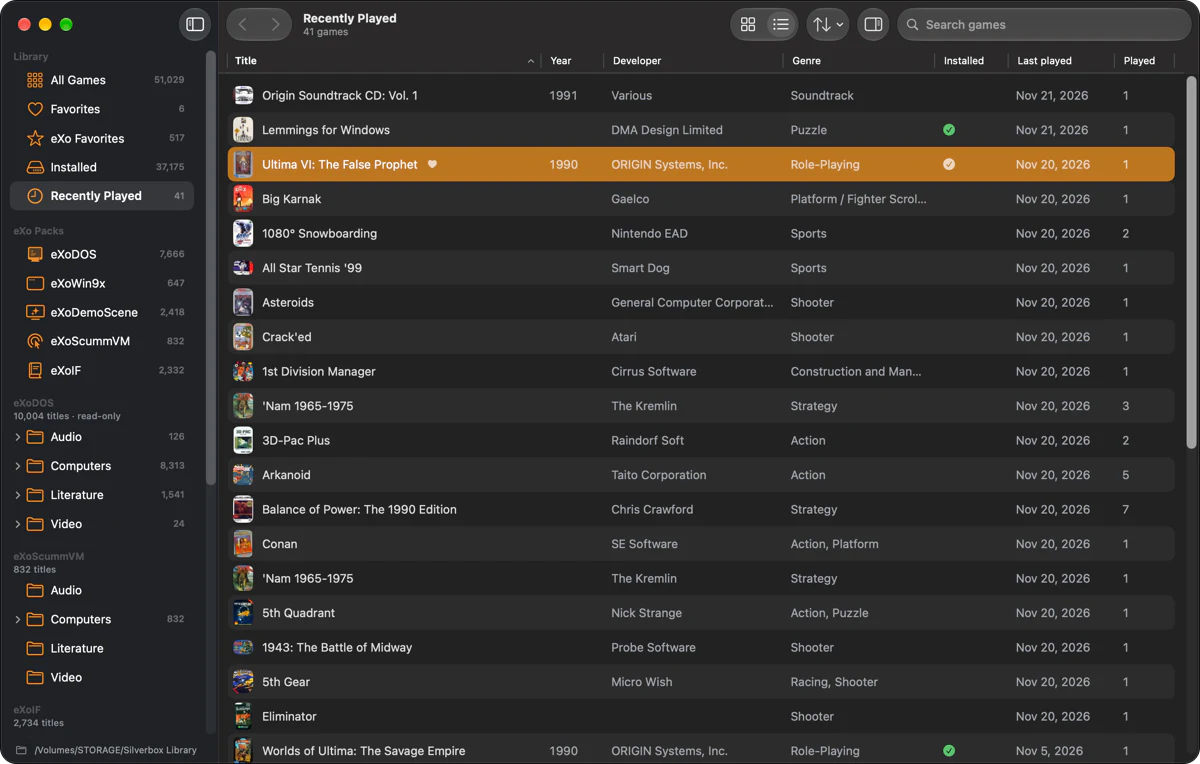 Recently Played
41 games
Search games
Library
All Games 51,029
Favorites 6
eXo Favorites 517
Installed 37,175
Recently Played 41
eXo Packs
eXoDOS 7,666
eXoWin9x 647
eXoDemoScene 2,418
eXoScummVM 832
eXoIF 2,332
eXoDOS
10,004 titles · read-only
Audio 126
Computers 8,313
Literature 1,541
Video 24
eXoScummVM
832 titles
Audio
Computers 832
Literature
Video
eXoIF
2,734 titles
/Volumes/STORAGE/Silverbox Library
Title Year Developer Genre Installed Last played Played
Origin Soundtrack CD: Vol. 1 1991 Various Soundtrack Nov 21, 2026 1
Lemmings for Windows DMA Design Limited Puzzle Nov 21, 2026 1
Ultima VI: The False Prophet 1990 ORIGIN Systems, Inc. Role-Playing Nov 20, 2026 1
Big Karnak Gaelco Platform / Fighter Scrol... Nov 20, 2026 1
1080° Snowboarding Nintendo EAD Sports Nov 20, 2026 2
All Star Tennis '99 Smart Dog Sports Nov 20, 2026 1
Asteroids General Computer Corporat... Shooter Nov 20, 2026 1
Crack'ed Atari Shooter Nov 20, 2026 1
1st Division Manager Cirrus Software Construction and Man... Nov 20, 2026 1
'Nam 1965-1975 The Kremlin Strategy Nov 20, 2026 3
3D-Pac Plus Raindorf Soft Action Nov 20, 2026 2
Arkanoid Taito Corporation Action Nov 20, 2026 5
Balance of Power: The 1990 Edition Chris Crawford Strategy Nov 20, 2026 7
Conan SE Software Action, Platform Nov 20, 2026 1
'Nam 1965-1975 The Kremlin Strategy Nov 20, 2026 1
5th Quadrant Nick Strange Action, Puzzle Nov 20, 2026 1
1943: The Battle of Midway Probe Software Shooter Nov 20, 2026 1
5th Gear Micro Wish Racing, Shooter Nov 20, 2026 1
Eliminator Shooter Nov 20, 2026 1
Worlds of Ultima: The Savage Empire 1990 ORIGIN Systems, Inc. Role-Playing Nov 5, 2026 1